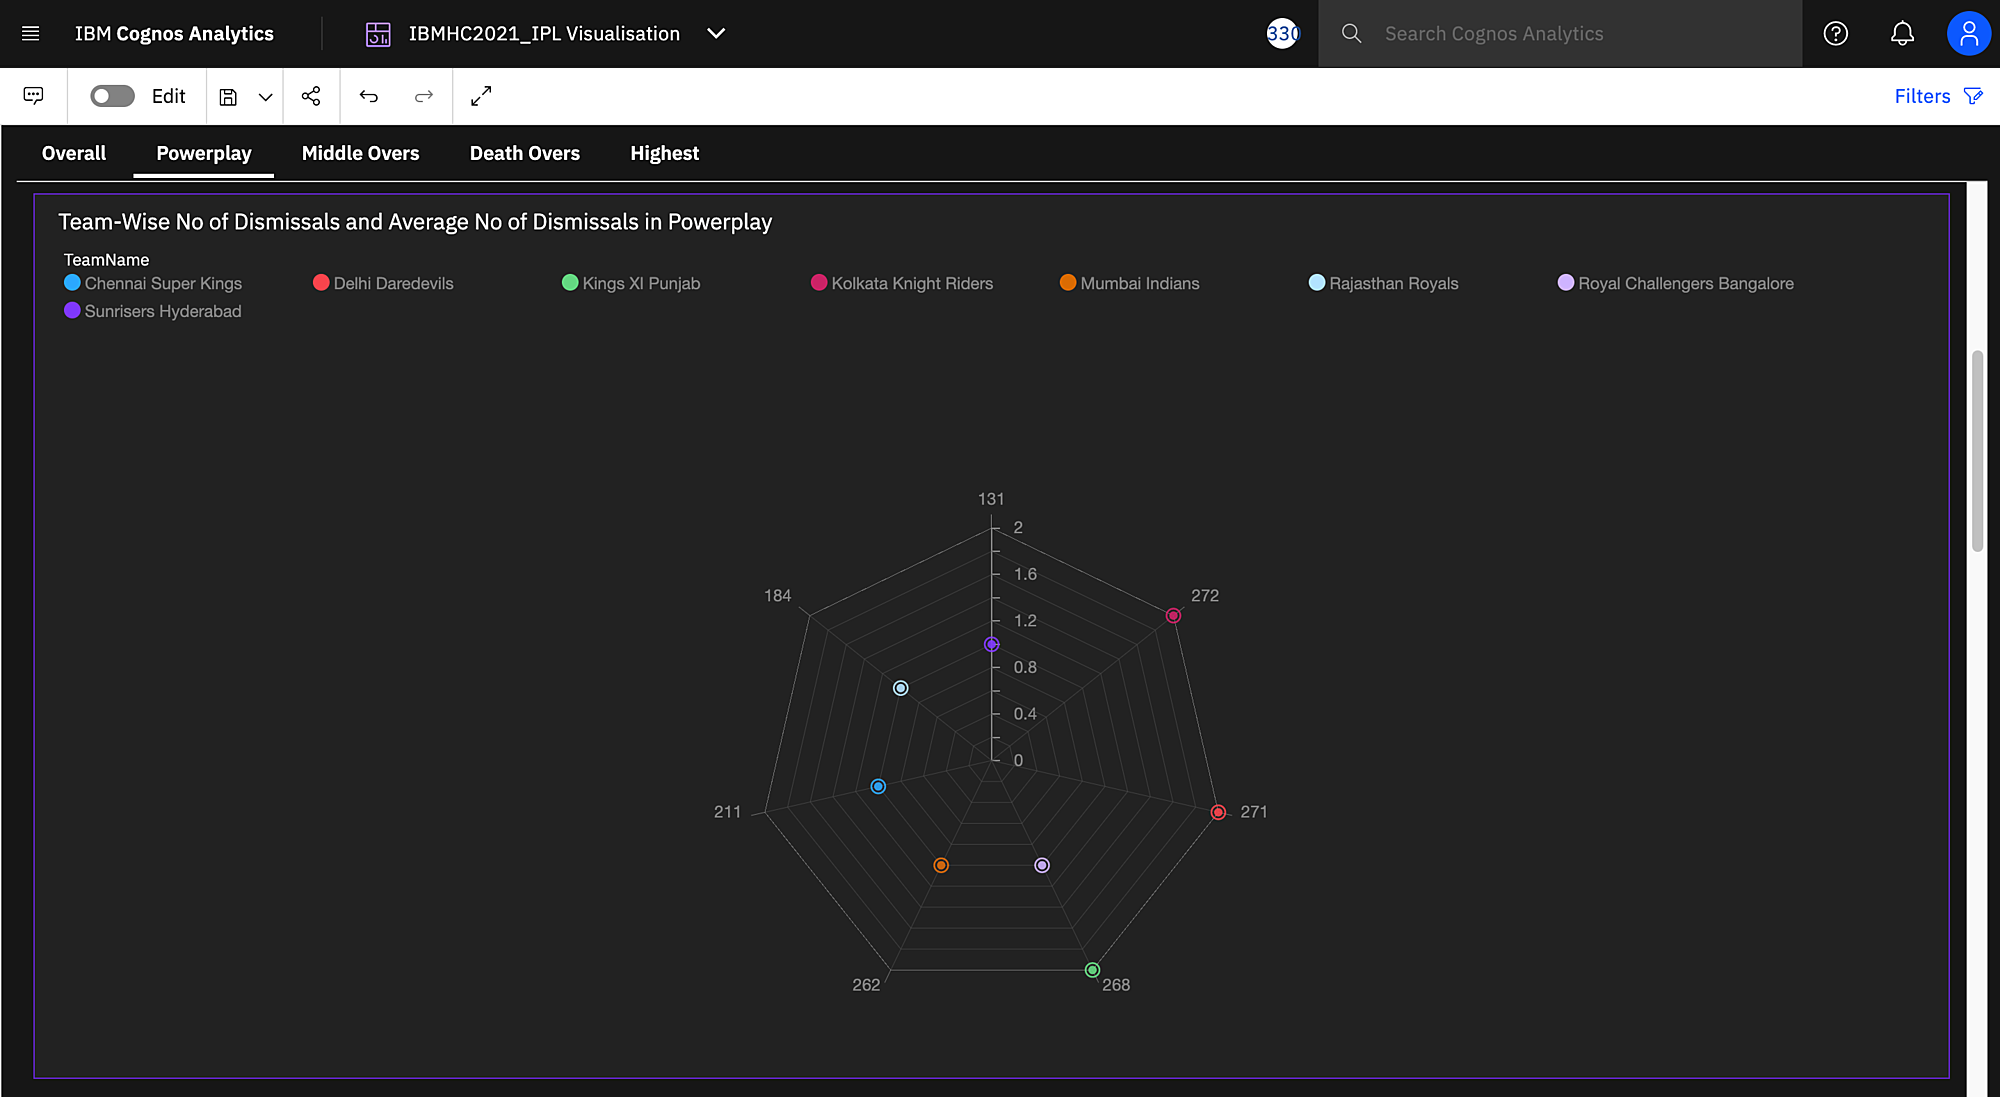 IBM Cognos Analytics
IBMHC2021_IPL Visualisation
330
Search Cognos Analytics
Edit
Filters
Overall
Powerplay
Middle Overs
Death Overs
Highest
Team-Wise No of Dismissals and Average No of Dismissals in Powerplay
TeamName
Chennai Super Kings
Delhi Daredevils
Kings XI Punjab
Kolkata Knight Riders
Mumbai Indians
Rajasthan Royals
Royal Challengers Bangalore
Sunrisers Hyderabad
131
2
1.6
184
272
1.2
0.8
0.4
0
211
271
262
268